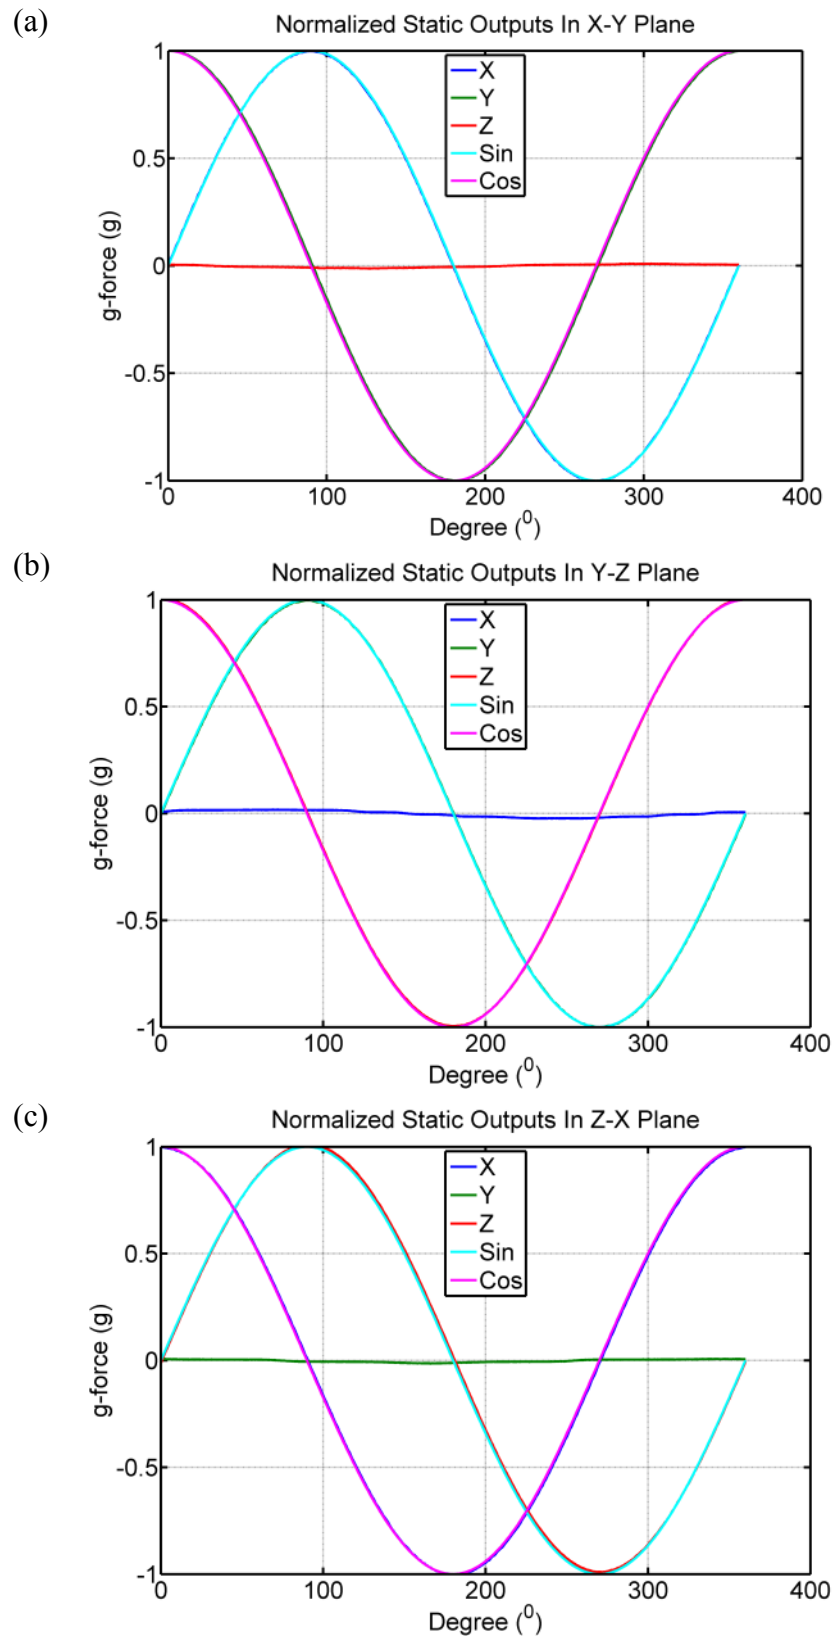 (a)
Normalized Static Outputs In X-Y Plane
1
0.5
0
-0.5
-1
g-force (g)
X
Y
Z
Sin
Cos
0 100 200 300 400
Degree (⁰)
(b)
Normalized Static Outputs In Y-Z Plane
1
0.5
0
-0.5
-1
g-force (g)
X
Y
Z
Sin
Cos
0 100 200 300 400
Degree (⁰)
(c)
Normalized Static Outputs In Z-X Plane
1
0.5
0
-0.5
-1
g-force (g)
X
Y
Z
Sin
Cos
0 100 200 300 400
Degree (⁰)